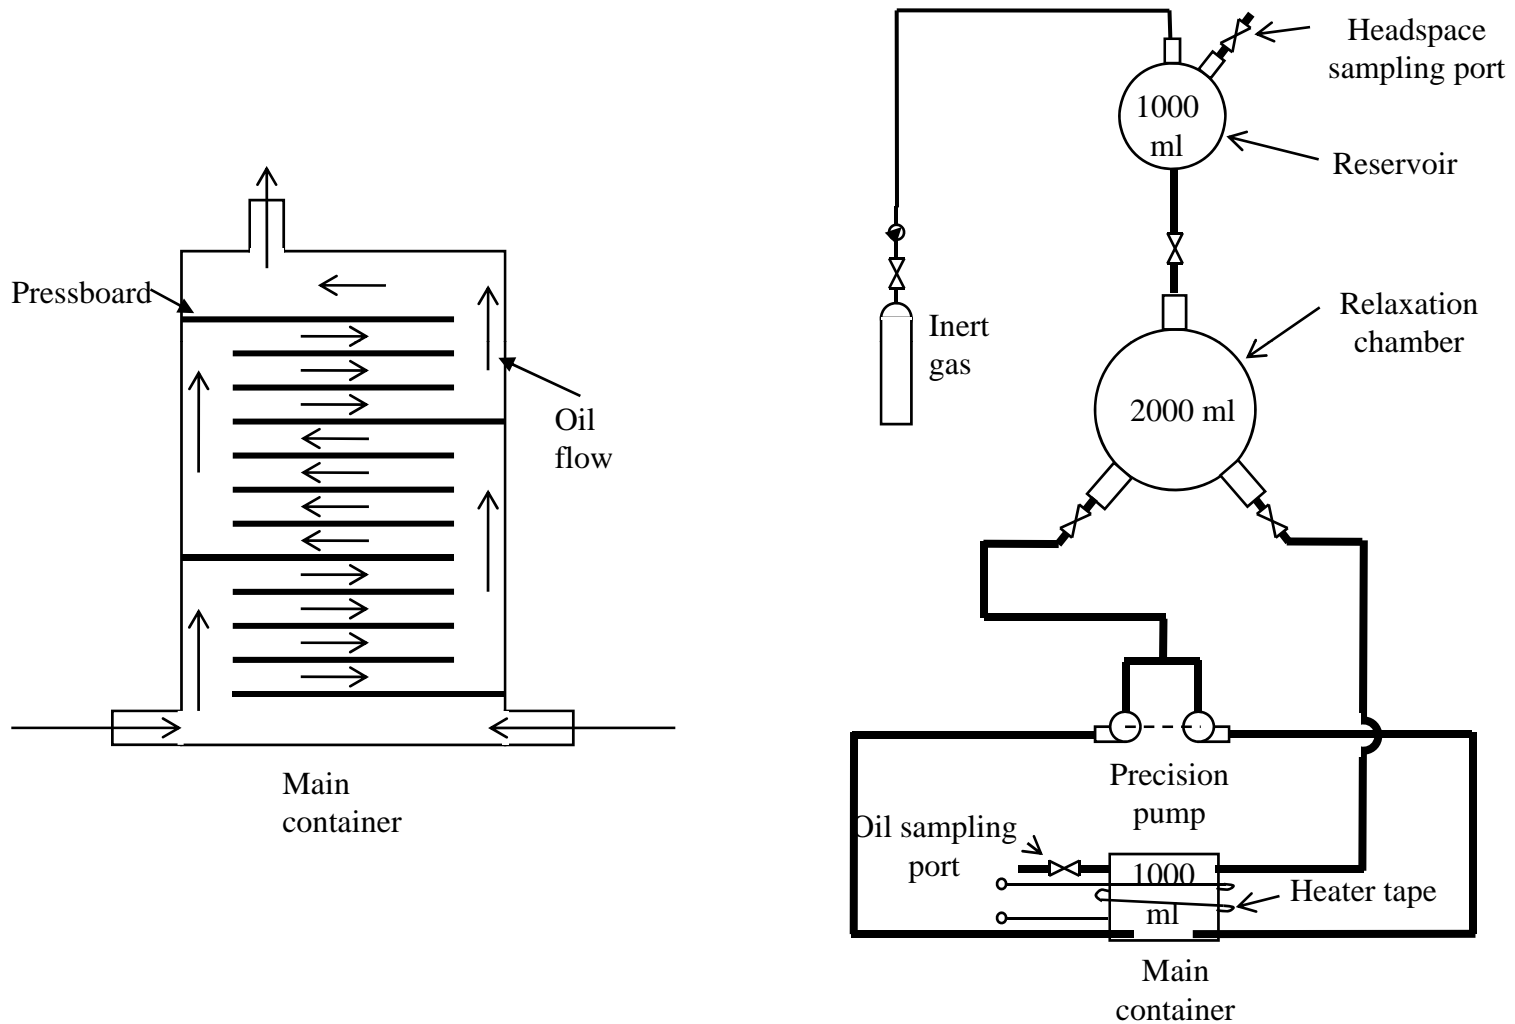 Pressboard
Oil
flow
Main
container
Headspace
sampling port
1000
ml
Reservoir
Inert
gas
Relaxation
chamber
2000 ml
Precision
pump
Oil sampling
port
1000
ml
Heater tape
Main
container